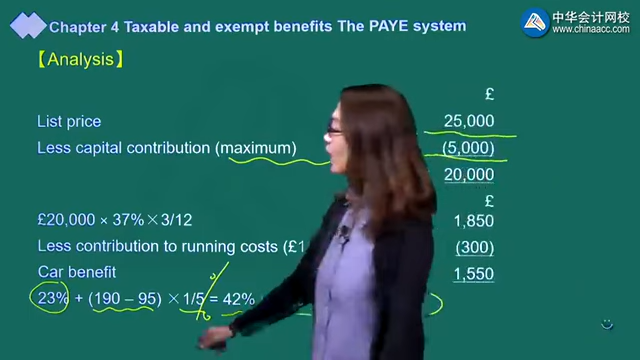 Chapter 4 Taxable and exempt benefits The PAYE system
中华会计网校
www.chinaacc.com
【Analysis】
£
List price 25,000
Less capital contribution (maximum) (5,000)
20,000
£
£20,000 × 37%×3/12 1,850
Less contribution to running costs (£1 (300)
Car benefit 1,550
23% + (190 – 95) ×1/5 = 42%